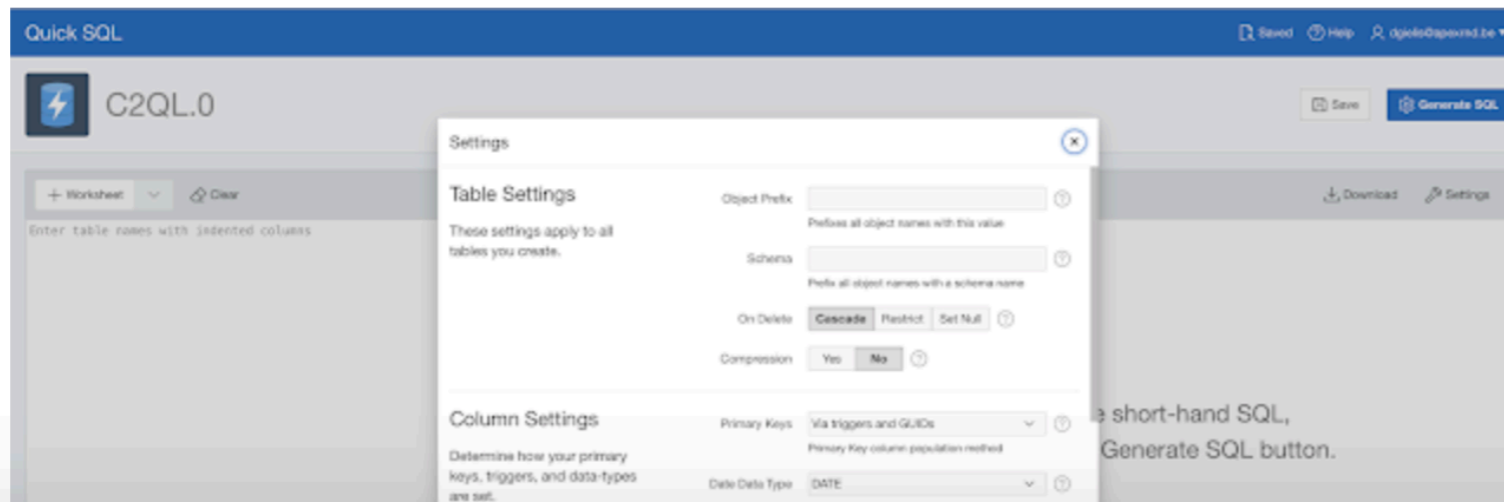 Quick SQL
Saved Help
C2QL.0
Save Generate SQL
Settings
Worksheet Clear
Download Settings
Enter table names with indented columns
Table Settings
These settings apply to all
tables you create.
Object Prefix
Prefixes all object names with this value
Schema
Prefix all object names with a schema name
On Delete Cascade Restrict Set Null
Compression Yes No
Column Settings
Determine how your primary
keys, triggers, and data-types
are set.
Primary Keys Via triggers and GUIDs
Primary Key column population method
Date Data Type DATE
short-hand SQL,
Generate SQL button.